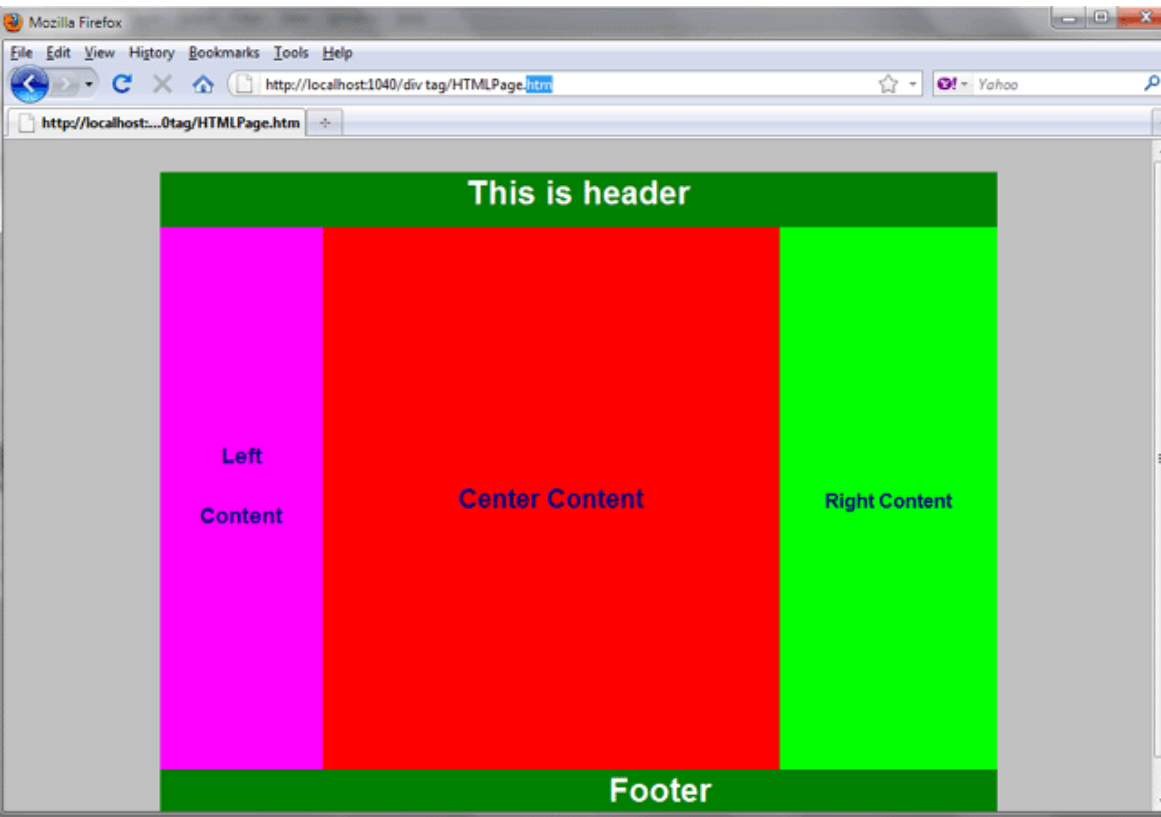 Mozilla Firefox
File Edit View History Bookmarks Tools Help
http://localhost:1040/div tag/HTMLPage.htm Yahoo
http://localhost:...0tag/HTMLPage.htm
This is header
Left
Content
Center Content
Right Content
Footer